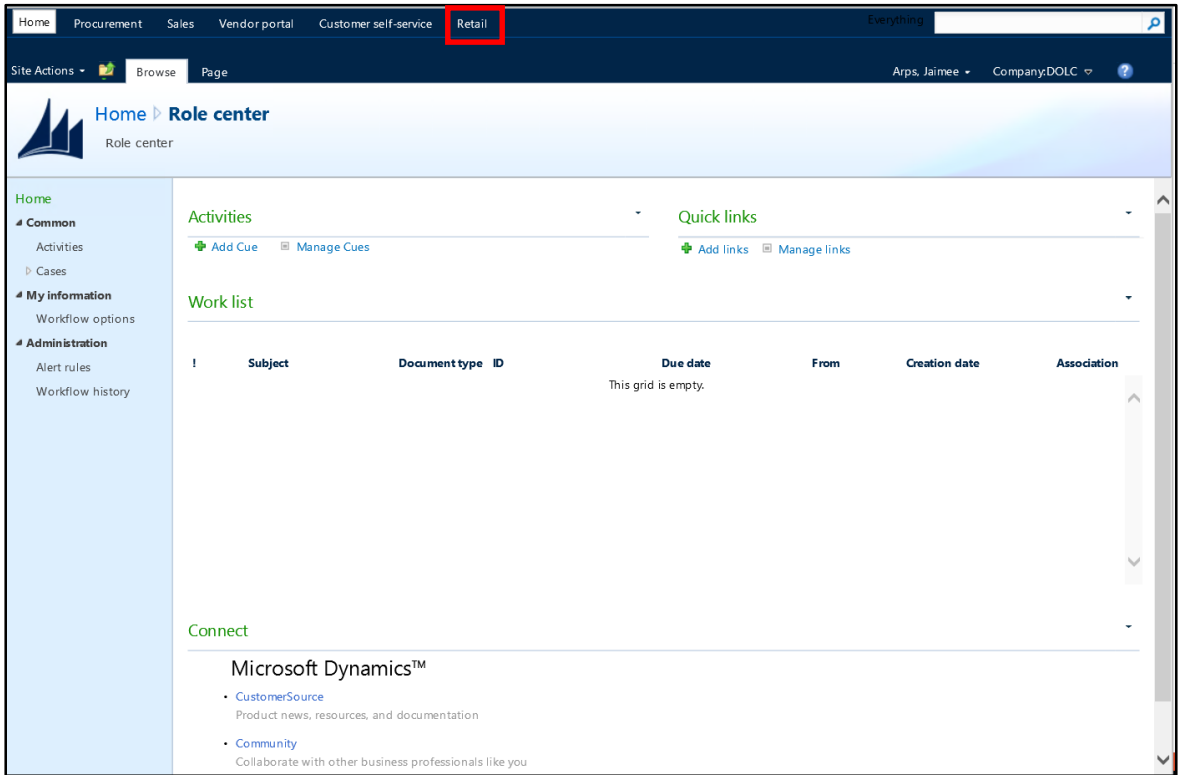 Home Procurement Sales Vendor portal Customer self-service Retail Everything
Site Actions Browse Page Arps, Jaimee Company:DOLC ?
Home Role center
Role center
Home
Common
Activities
Cases
My information
Workflow options
Administration
Alert rules
Workflow history
Activities
Add Cue Manage Cues
Quick links
Add links Manage links
Work list
! Subject Document type ID Due date From Creation date Association
This grid is empty.
Connect
Microsoft Dynamics™
• CustomerSource
Product news, resources, and documentation
• Community
Collaborate with other business professionals like you